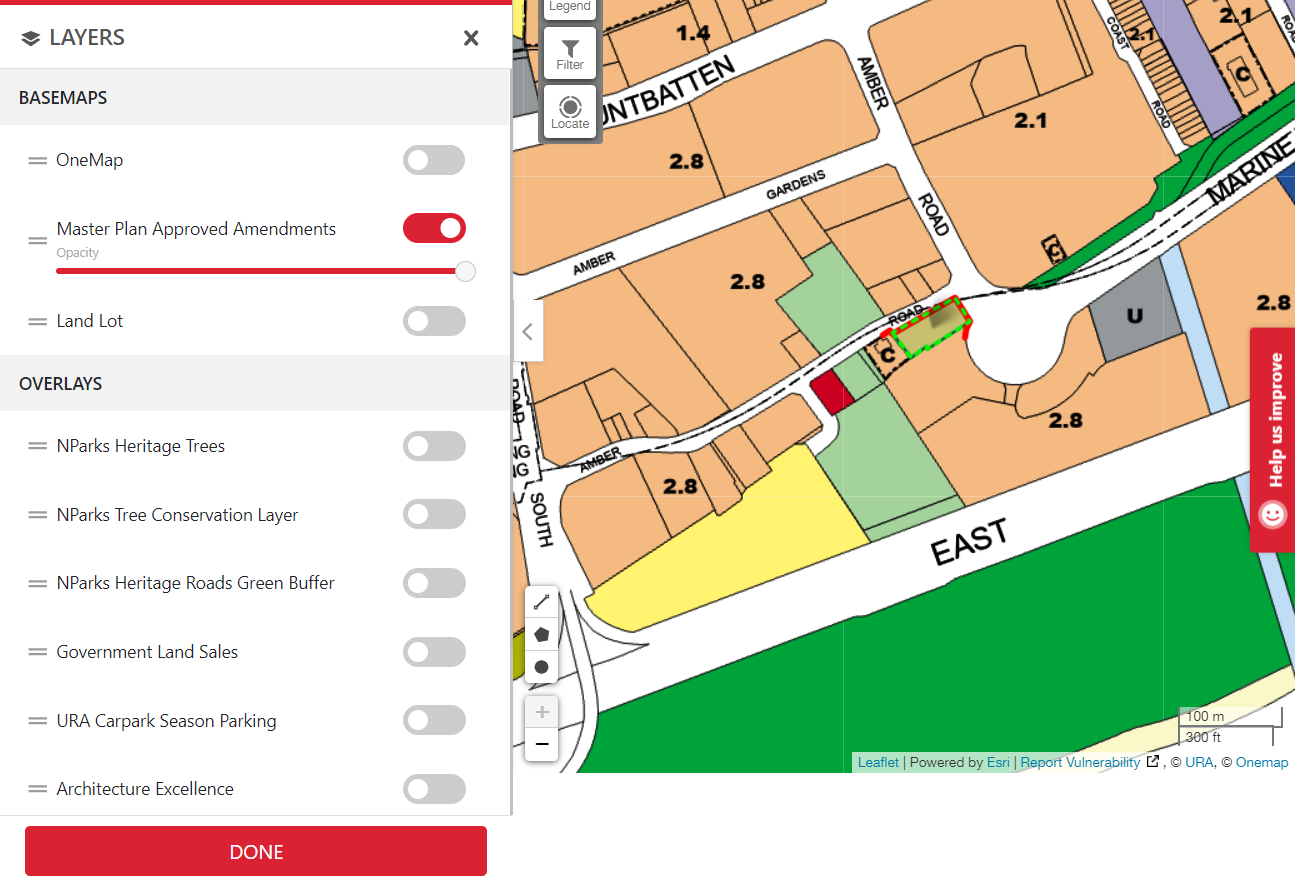 LAYERS
BASEMAPS
OneMap
Master Plan Approved Amendments
Opacity
Land Lot
OVERLAYS
NParks Heritage Trees
NParks Tree Conservation Layer
NParks Heritage Roads Green Buffer
Government Land Sales
URA Carpark Season Parking
Architecture Excellence
DONE
Legend
Filter
Locate
1.4
2.1
2.1
COAST
ROAD
C
UNTBATTEN
AMBER
ROAD
2.1
2.8
GARDENS
MARINE
AMBER
2.8
C
2.8
U
ROAD
C
2.8
ROAD
NG
NG
AMBER
2.8
SOUTH
EAST
Help us improve
100 m
300 ft
Leaflet | Powered by Esri | Report Vulnerability , © URA, © Onemap